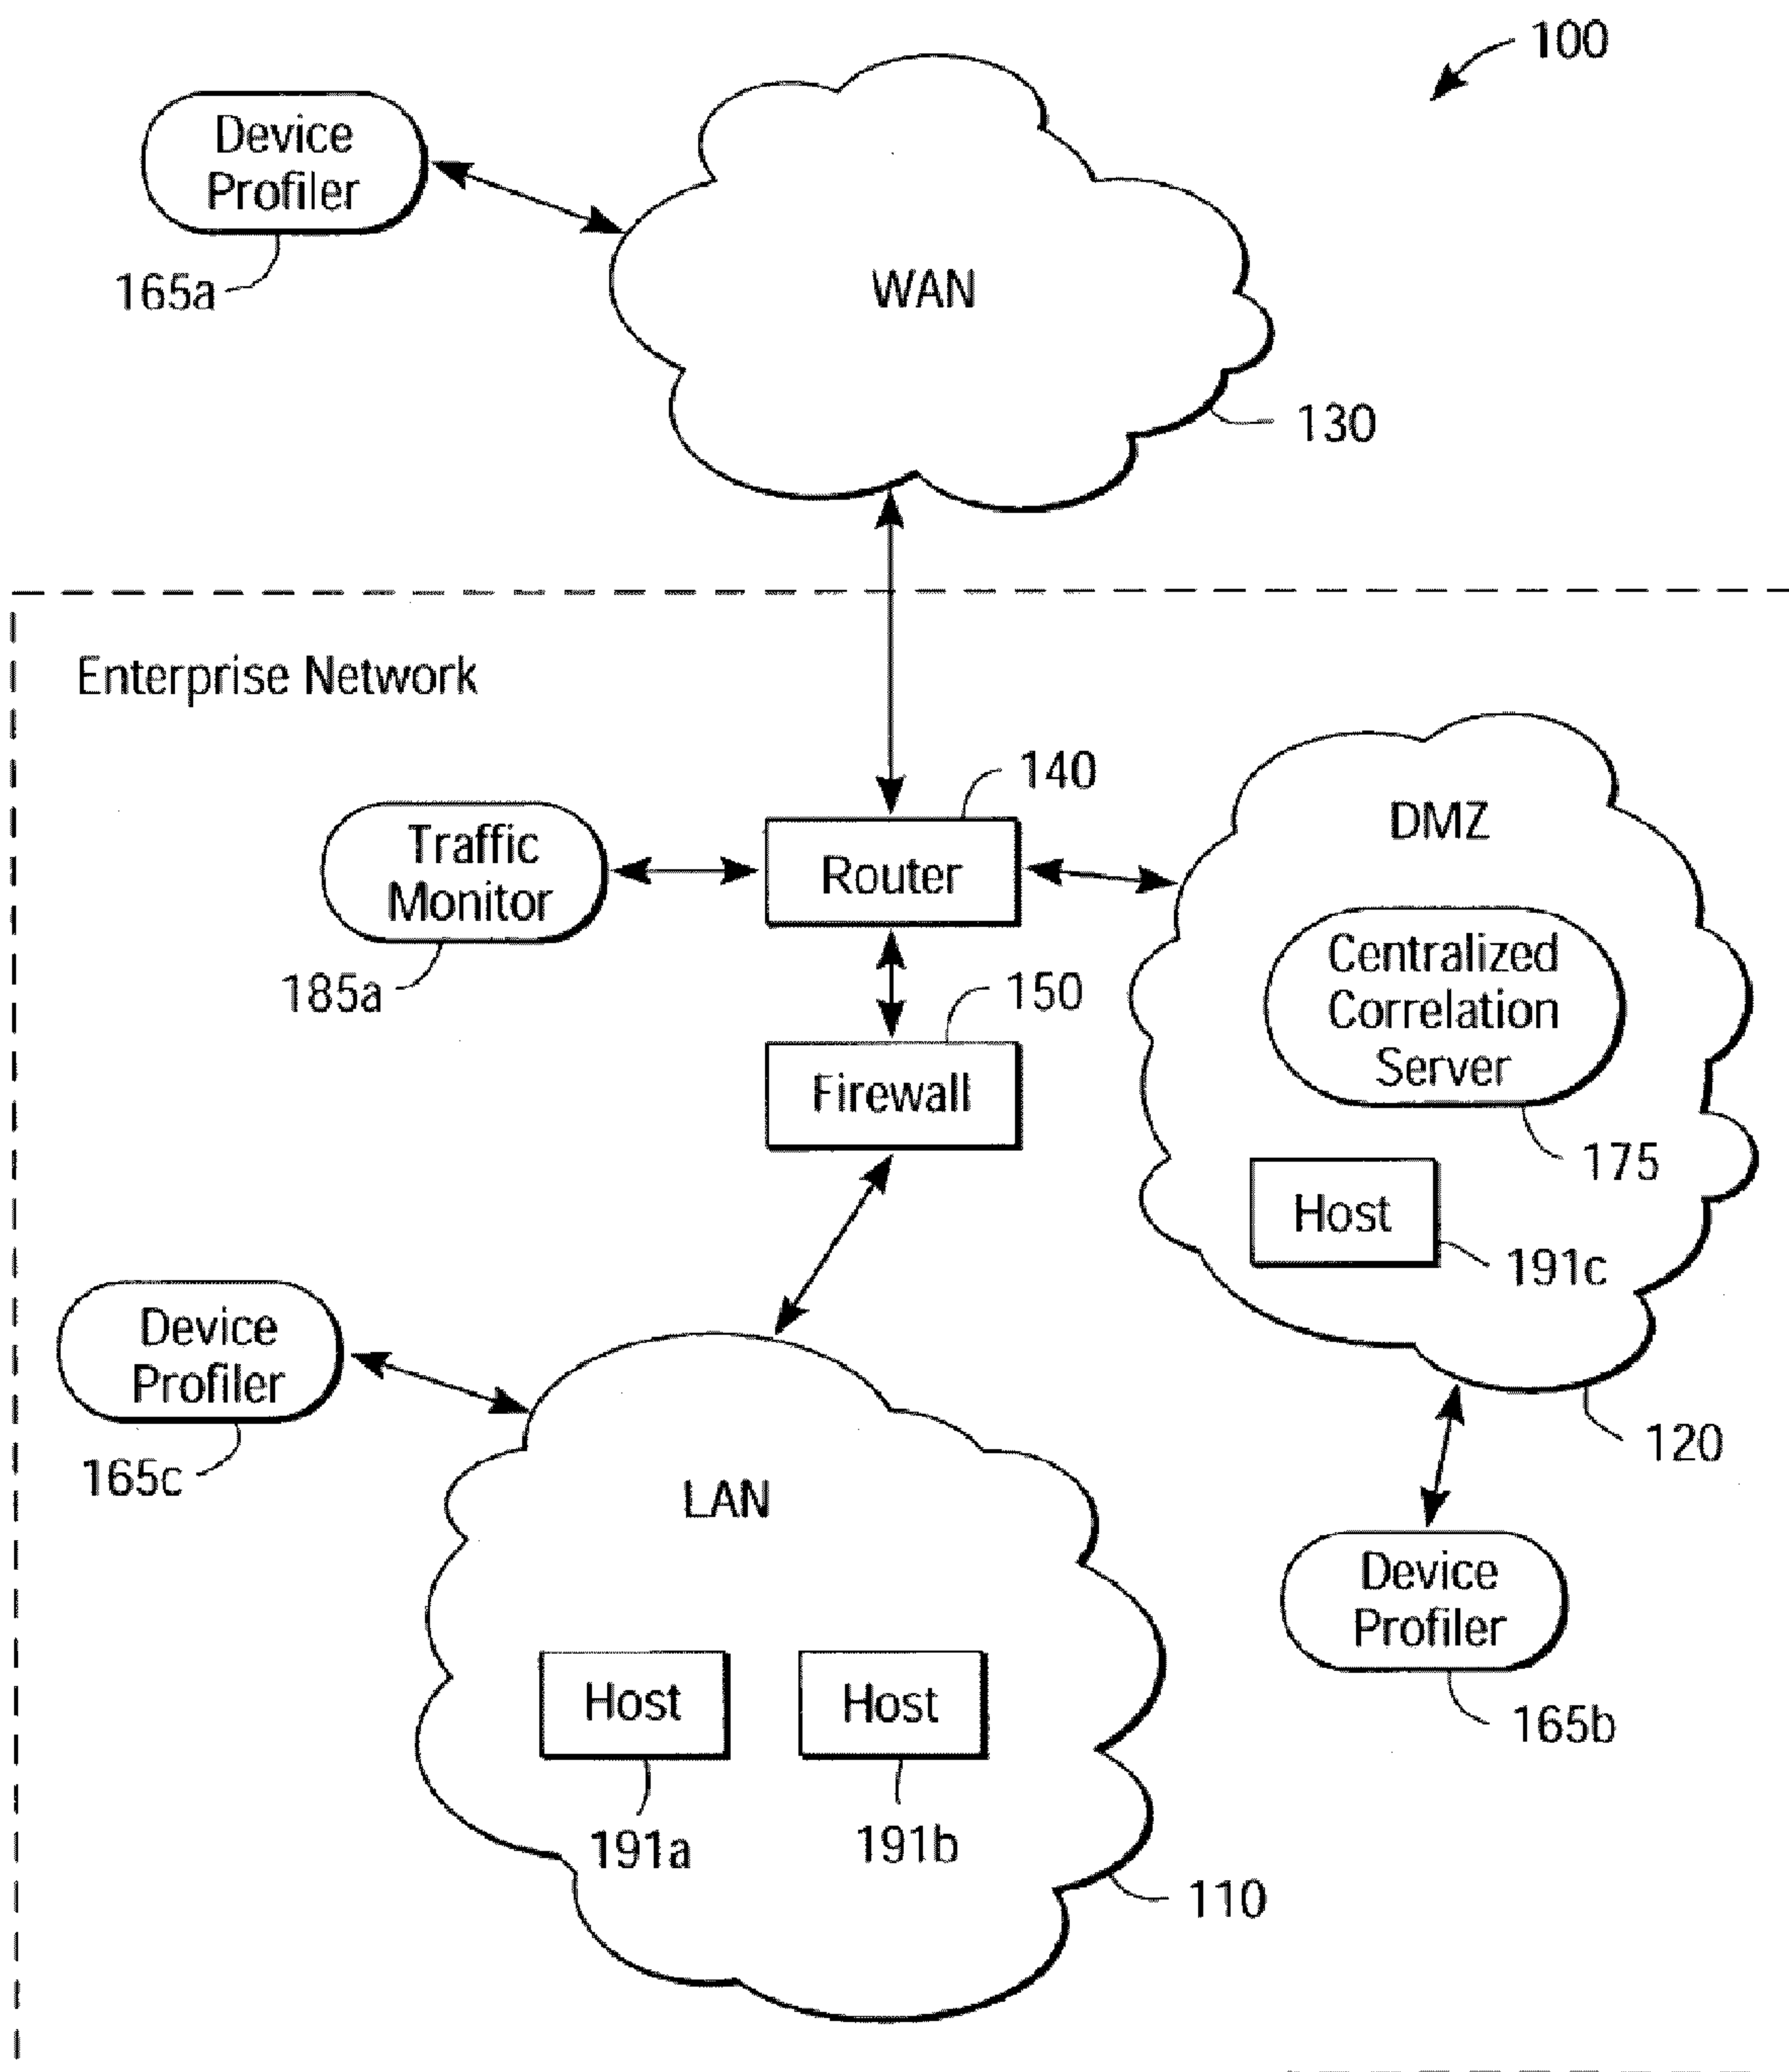 100
Device
Profiler
165a
WAN
130
Enterprise Network
140
Router
Traffic
Monitor
185a
150
Firewall
DMZ
Centralized
Correlation
Server
175
Host
191c
120
Device
Profiler
165c
LAN
Host
191a
Host
191b
110
Device
Profiler
165b